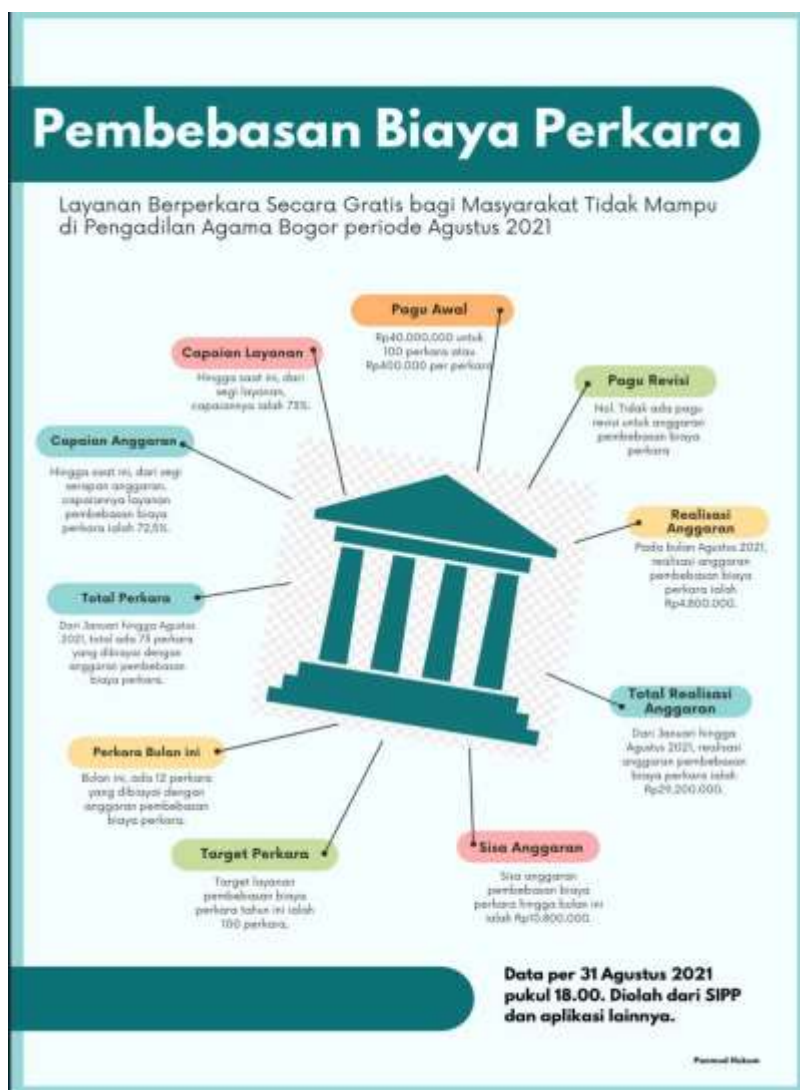 Pembebasan Biaya Perkara
Layanan Berperkara Secara Gratis bagi Masyarakat Tidak Mampu
di Pengadilan Agama Bogor periode Agustus 2021
Pagu Awal
Rp40.000.000 untuk
100 perkara atau
Rp400.000 per perkara
Capaian Layanan
Hingga saat ini, dari
segi layanan,
capaiannya ialah 73%.
Pagu Revisi
Nol. Tidak ada pagu
revisi untuk anggaran
pembebasan biaya
perkara
Capaian Anggaran
Hingga saat ini, dari segi
serapan anggaran,
capaiannya layanan
pembebasan biaya
perkara ialah 72,5%.
Realisasi
Anggaran
Pada bulan Agustus 2021,
realisasi anggaran
pembebasan biaya
perkara ialah
Rp4.800.000.
Total Perkara
Dari Januari hingga Agustus
2021, total ada 73 perkara
yang dibiayai dengan
anggaran pembebasan
biaya perkara.
Total Realisasi
Anggaran
Dari Januari hingga
Agustus 2021, realisasi
anggaran pembebasan
biaya perkara ialah
Rp29.200.000.
Perkara Bulan ini
Bulan ini, ada 12 perkara
yang dibiayai dengan
anggaran pembebasan
biaya perkara.
Target Perkara
Target layanan
pembebasan biaya
perkara tahun ini ialah
100 perkara.
Sisa Anggaran
Sisa anggaran
pembebasan biaya
perkara hingga bulan ini
ialah Rp10.800.000.
Data per 31 Agustus 2021
pukul 18.00. Diolah dari SIPP
dan aplikasi lainnya.
Panmud Hukum